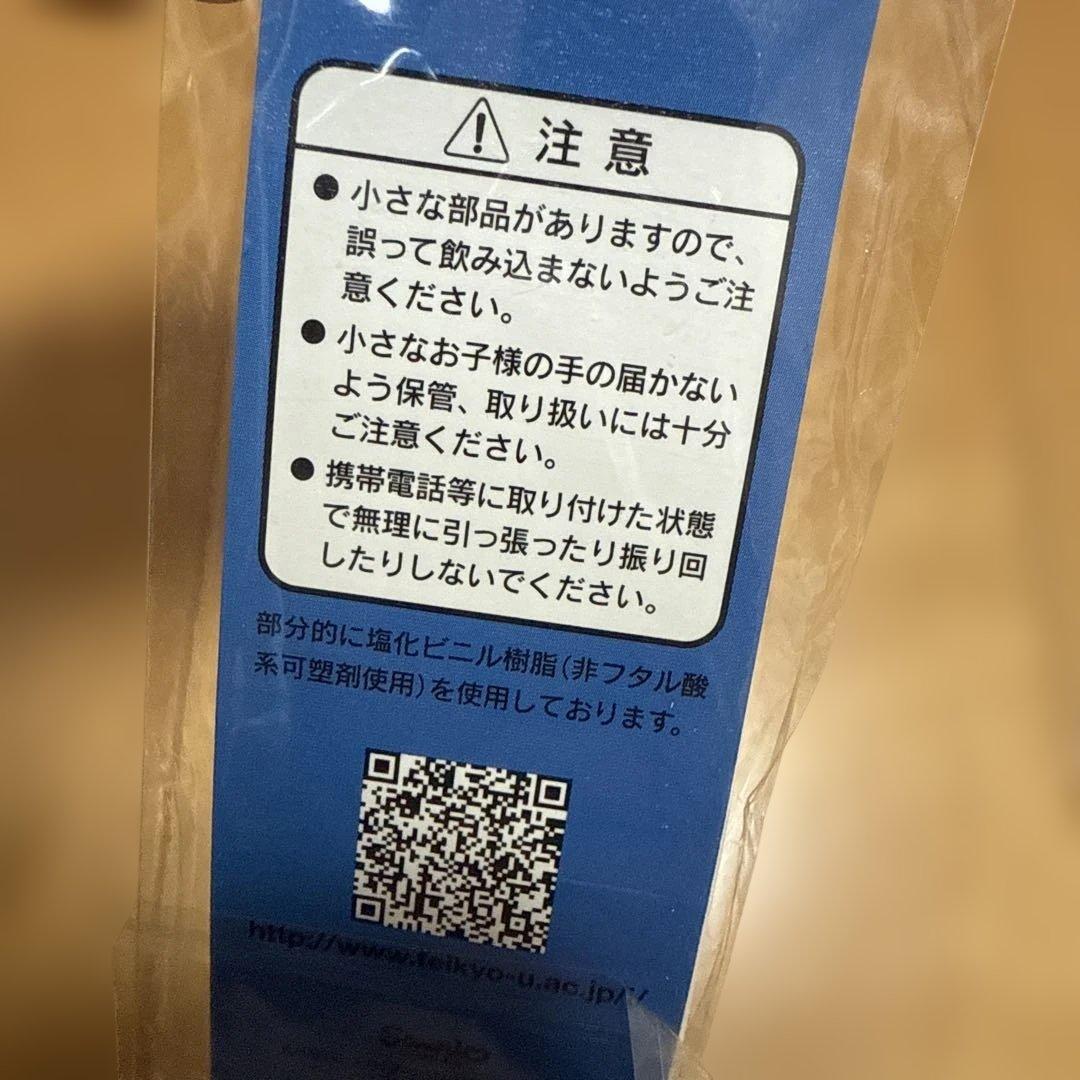 注意
● 小さな部品がありますので、
誤って飲み込まないようご注
意ください。
● 小さなお子様の手の届かない
よう保管、取り扱いには十分
ご注意ください。
● 携帯電話等に取り付けた状態
で無理に引っ張ったり振り回
したりしないでください。
部分的に塩化ビニル樹脂(非フタル酸
系可塑剤使用)を使用しております。
http://www.teikyo-u.ac.jp/